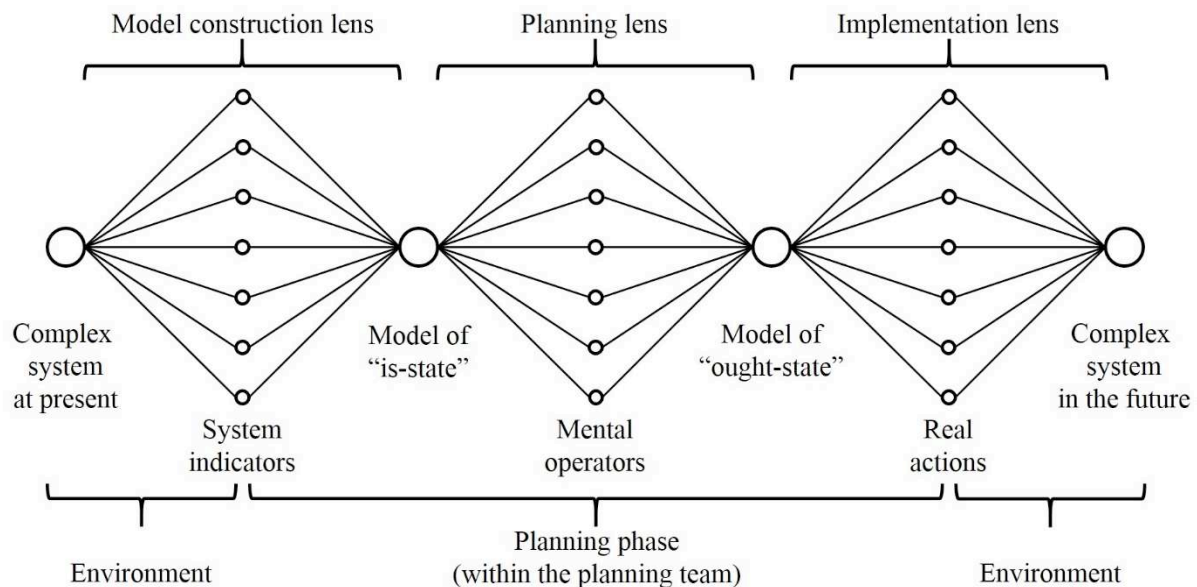 Model construction lens
Planning lens
Implementation lens
Complex
system
at present
Model of
“is-state”
Model of
“ought-state”
Complex
system
in the future
System
indicators
Mental
operators
Real
actions
Environment
Planning phase
(within the planning team)
Environment